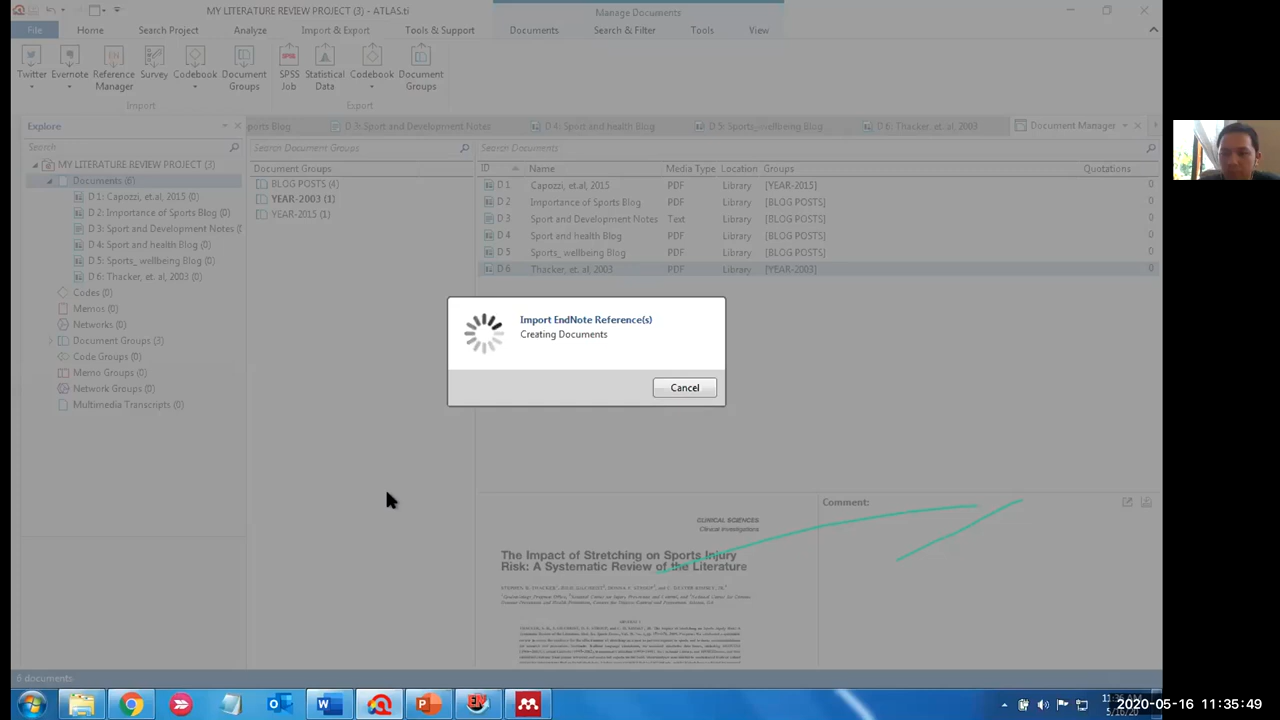 MY LITERATURE REVIEW PROJECT (3) - ATLAS.ti
Manage Documents
File Home Search Project Analyze Import & Export Tools & Support Documents Search & Filter Tools View
Twitter Evernote Reference Manager Survey Codebook Document Groups SPSS Job Statistical Data Codebook Document Groups
Import Export
Explore
orts Blog D 3: Sport and Development Notes D 4: Sport and health Blog D 5: Sports_ wellbeing Blog D 6: Thacker, et. al, 2003 Document Manager
Search Search Document Groups Search Documents
MY LITERATURE REVIEW PROJECT (3)
Documents (6)
D 1: Capozzi, et.al, 2015 (0)
D 2: Importance of Sports Blog (0)
D 3: Sport and Development Notes (0
D 4: Sport and health Blog (0)
D 5: Sports_ wellbeing Blog (0)
D 6: Thacker, et. al, 2003 (0)
Codes (0)
Memos (0)
Networks (0)
Document Groups (3)
Code Groups (0)
Memo Groups (0)
Network Groups (0)
Multimedia Transcripts (0)
Document Groups
BLOG POSTS (4)
YEAR-2003 (1)
YEAR-2015 (1)
ID Name Media Type Location Groups Quotations
D 1 Capozzi, et.al, 2015 PDF Library [YEAR-2015] 0
D 2 Importance of Sports Blog PDF Library [BLOG POSTS] 0
D 3 Sport and Development Notes Text Library [BLOG POSTS] 0
D 4 Sport and health Blog PDF Library [BLOG POSTS] 0
D 5 Sports_ wellbeing Blog PDF Library [BLOG POSTS] 0
D 6 Thacker, et. al, 2003 PDF Library [YEAR-2003] 0
Import EndNote Reference(s)
Creating Documents
Cancel
Comment:
CLINICAL SCIENCES
Clinical Investigations
The Impact of Stretching on Sports Injury
Risk: A Systematic Review of the Literature
6 documents
2020-05-16 11:35:49